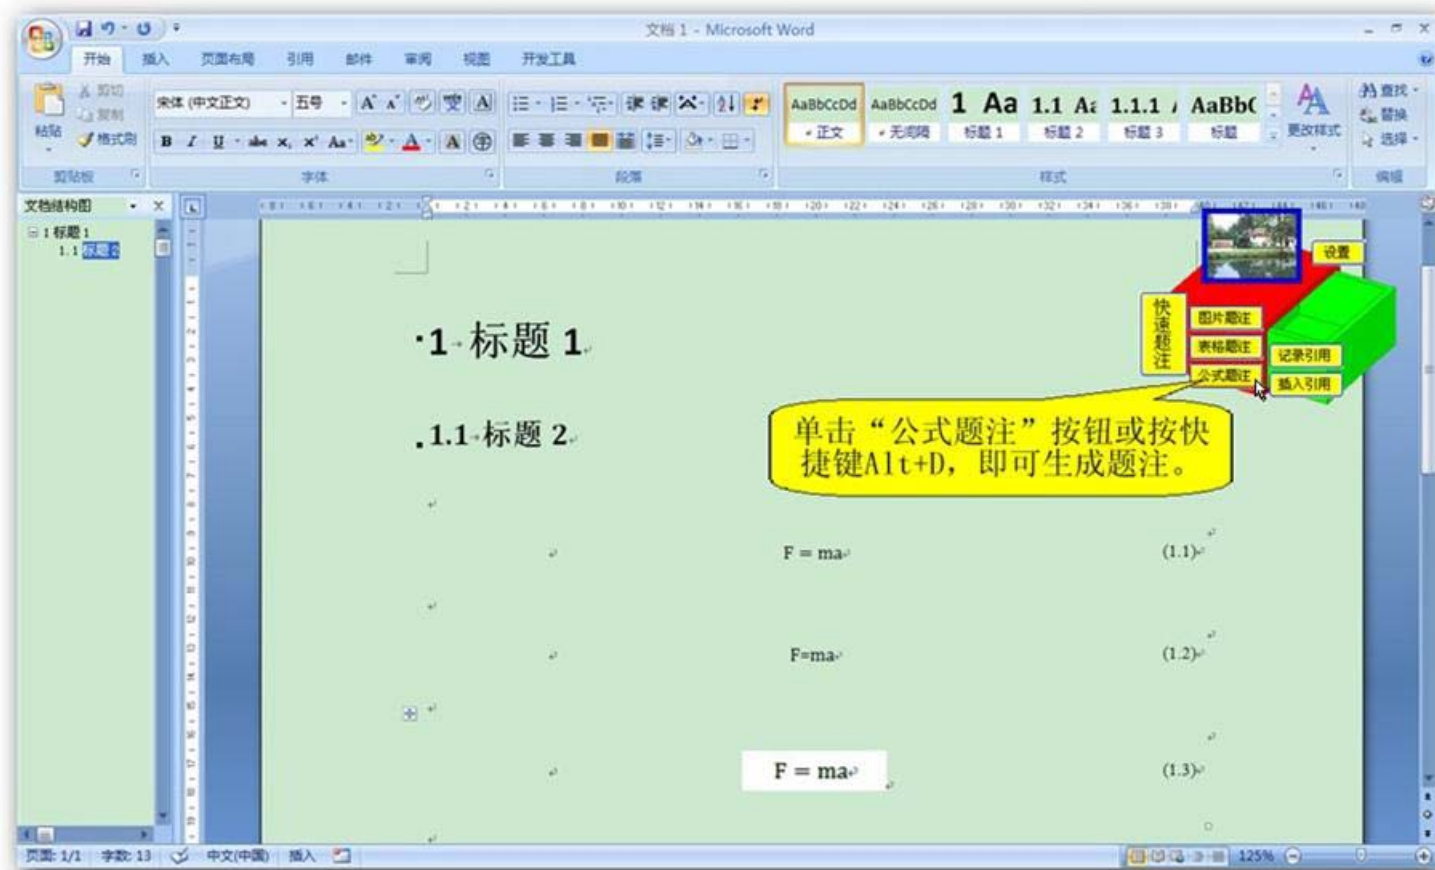 文档 1 - Microsoft Word
开始 插入 页面布局 引用 邮件 审阅 视图 开发工具
剪切
复制
格式刷
粘贴
剪贴板
宋体 (中文正文) 五号
B I U abc x, x' Aa A A
字体
段落
AaBbCcDd AaBbCcDd 1 Aa 1.1 Aa 1.1.1 AaBb(
正文 无间隔 标题 1 标题 2 标题 3 标题
更改样式
样式
查找
替换
选择
编辑
文档结构图
1 标题 1
1.1 标题 2
设置
快速题注
图片题注
表格题注
公式题注
记录引用
插入引用
1 标题 1
1.1 标题 2
单击“公式题注”按钮或按快
捷键Alt+D，即可生成题注。
F = ma (1.1)
F=ma (1.2)
F = ma (1.3)
页面: 1/1 字数: 13 中文(中国) 插入 125%